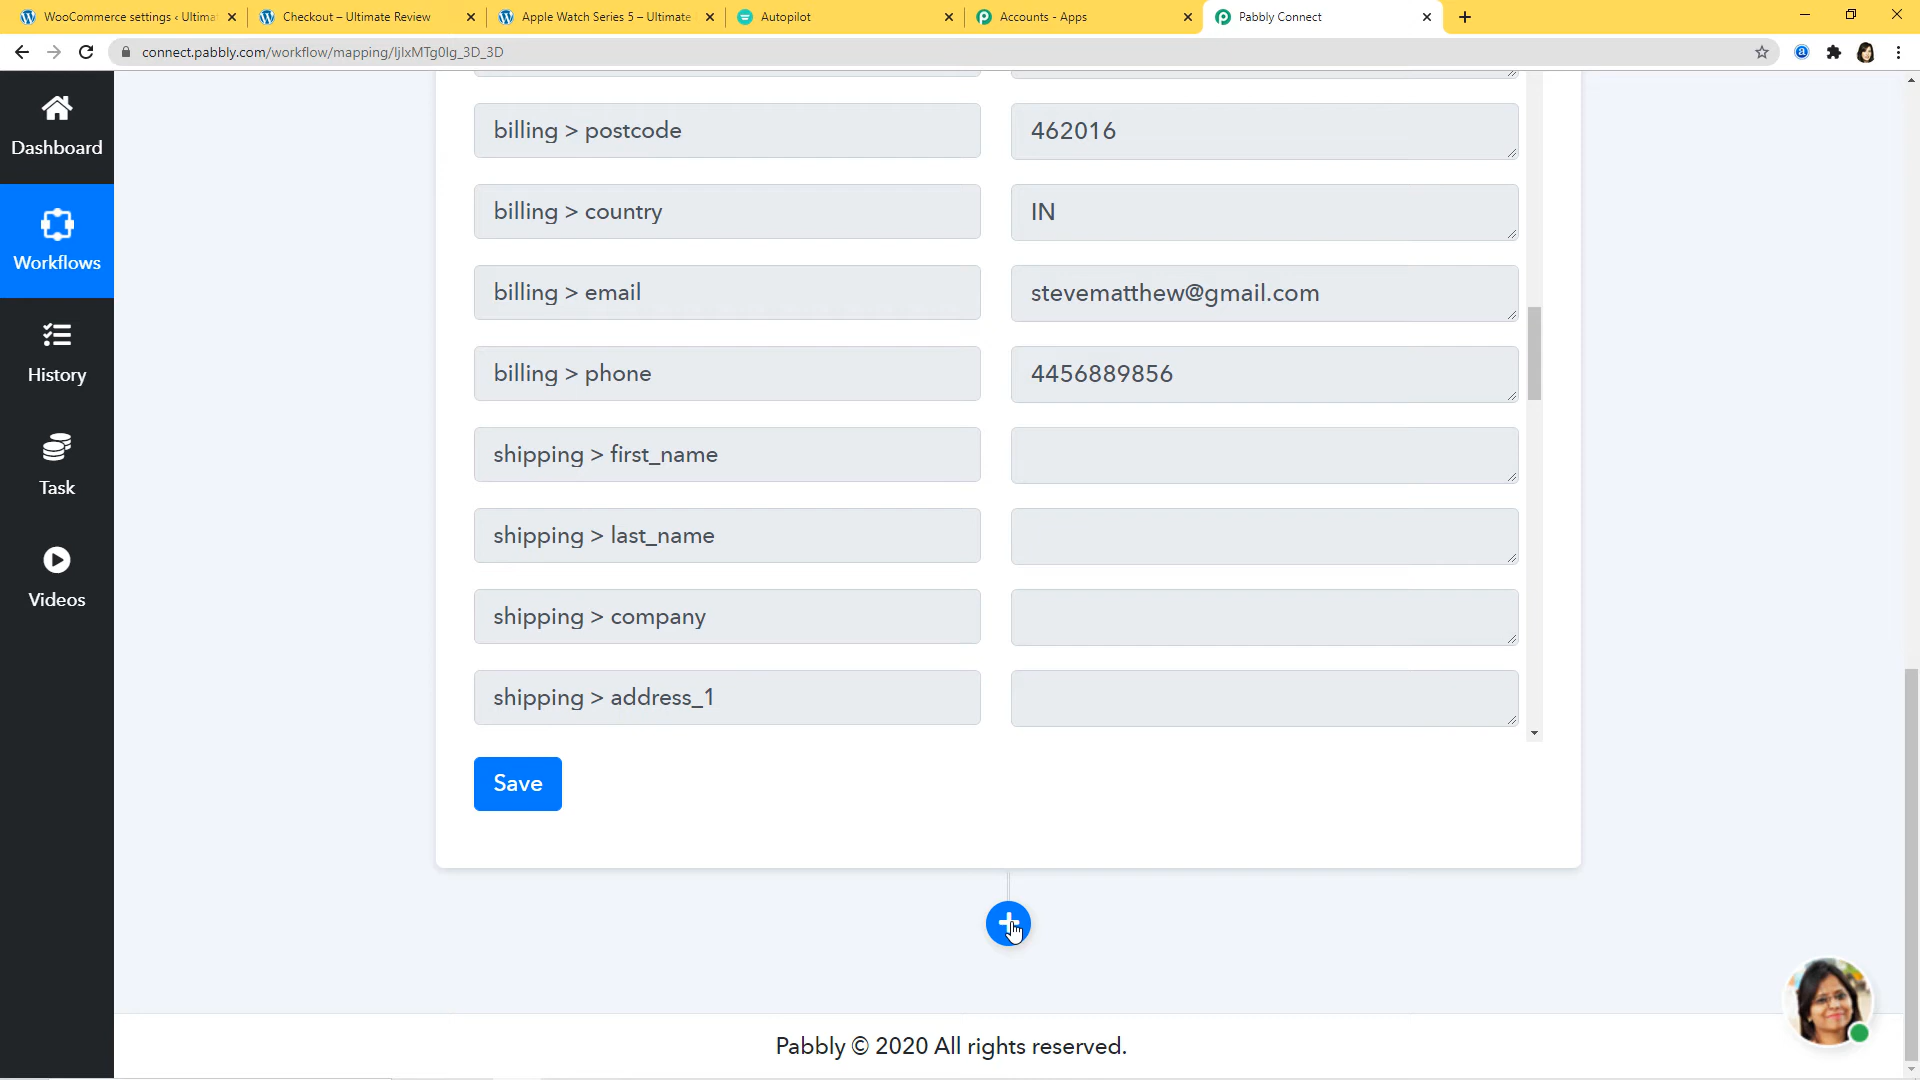 WooCommerce settings ‹ Ultima
Checkout – Ultimate Review
Apple Watch Series 5 – Ultimate
Autopilot
Accounts - Apps
Pabbly Connect
connect.pabbly.com/workflow/mapping/IjIxMTg0Ig_3D_3D
Dashboard
Workflows
History
Task
Videos
billing > postcode
462016
billing > country
IN
billing > email
stevematthew@gmail.com
billing > phone
4456889856
shipping > first_name
shipping > last_name
shipping > company
shipping > address_1
Save
Pabbly © 2020 All rights reserved.